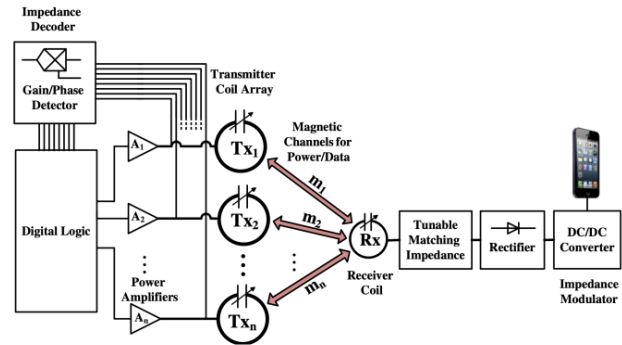 Impedance
Decoder
Gain/Phase
Detector
Digital Logic
A1
A2
Power
Amplifiers
An
Transmitter
Coil Array
Tx1
Tx2
Txn
Magnetic
Channels for
Power/Data
m1
m2
mn
Rx
Receiver
Coil
Tunable
Matching
Impedance
Rectifier
DC/DC
Converter
Impedance
Modulator